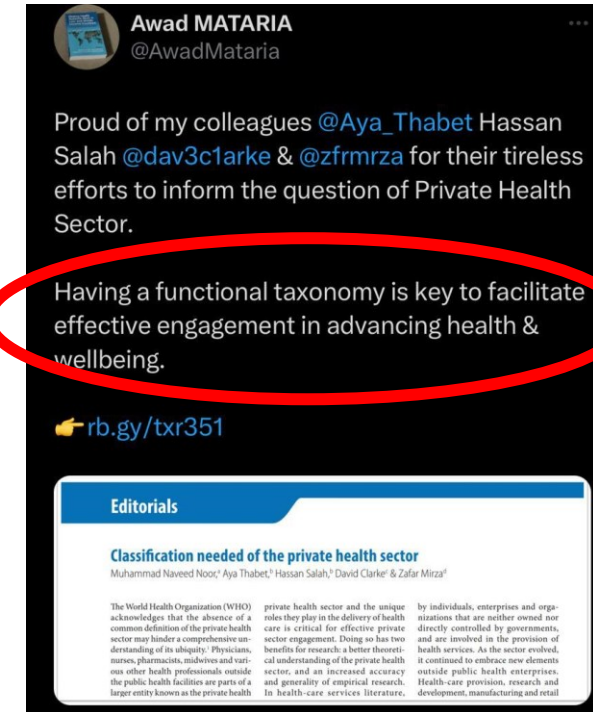 Awad MATARIA
@AwadMataria
Proud of my colleagues @Aya_Thabet Hassan
Salah @dav3c1arke & @zfrmrza for their tireless
efforts to inform the question of Private Health
Sector.
Having a functional taxonomy is key to facilitate
effective engagement in advancing health &
wellbeing.
👉rb.gy/txr351
Editorials
Classification needed of the private health sector
Muhammad Naveed Noor,ᵃ Aya Thabet,ᵇ Hassan Salah,ᵇ David Clarkeᶜ & Zafar Mirzaᵈ
The World Health Organization (WHO)
acknowledges that the absence of a
common definition of the private health
sector may hinder a comprehensive un-
derstanding of its ubiquity.¹ Physicians,
nurses, pharmacists, midwives and vari-
ous other health professionals outside
the public health facilities are parts of a
larger entity known as the private health
private health sector and the unique
roles they play in the delivery of health
care is critical for effective private
sector engagement. Doing so has two
benefits for research: a better theoreti-
cal understanding of the private health
sector, and an increased accuracy
and generality of empirical research.
In health-care services literature,
by individuals, enterprises and orga-
nizations that are neither owned nor
directly controlled by governments,
and are involved in the provision of
health services. As the sector evolved,
it continued to embrace new elements
outside public health enterprises.
Health-care provision, research and
development, manufacturing and retail